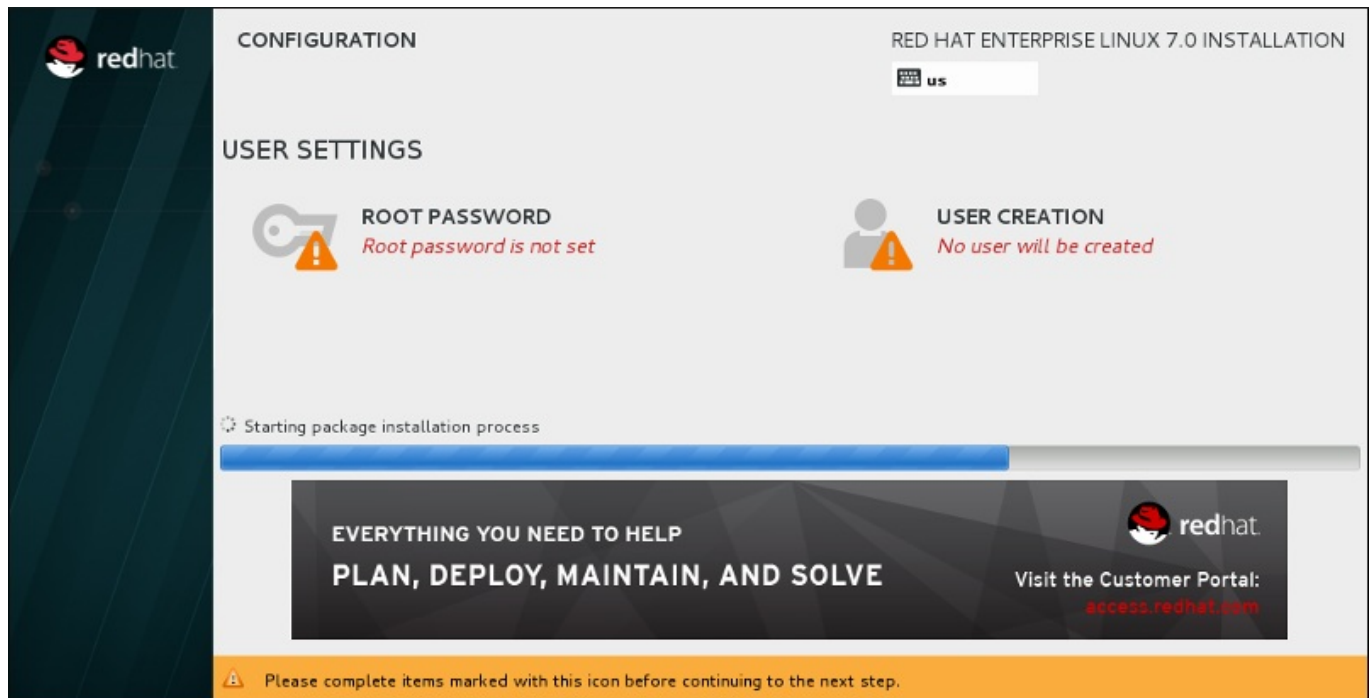 redhat
CONFIGURATION
RED HAT ENTERPRISE LINUX 7.0 INSTALLATION
us
USER SETTINGS
ROOT PASSWORD
Root password is not set
USER CREATION
No user will be created
Starting package installation process
EVERYTHING YOU NEED TO HELP
PLAN, DEPLOY, MAINTAIN, AND SOLVE
redhat.
Visit the Customer Portal:
access.redhat.com
Please complete items marked with this icon before continuing to the next step.